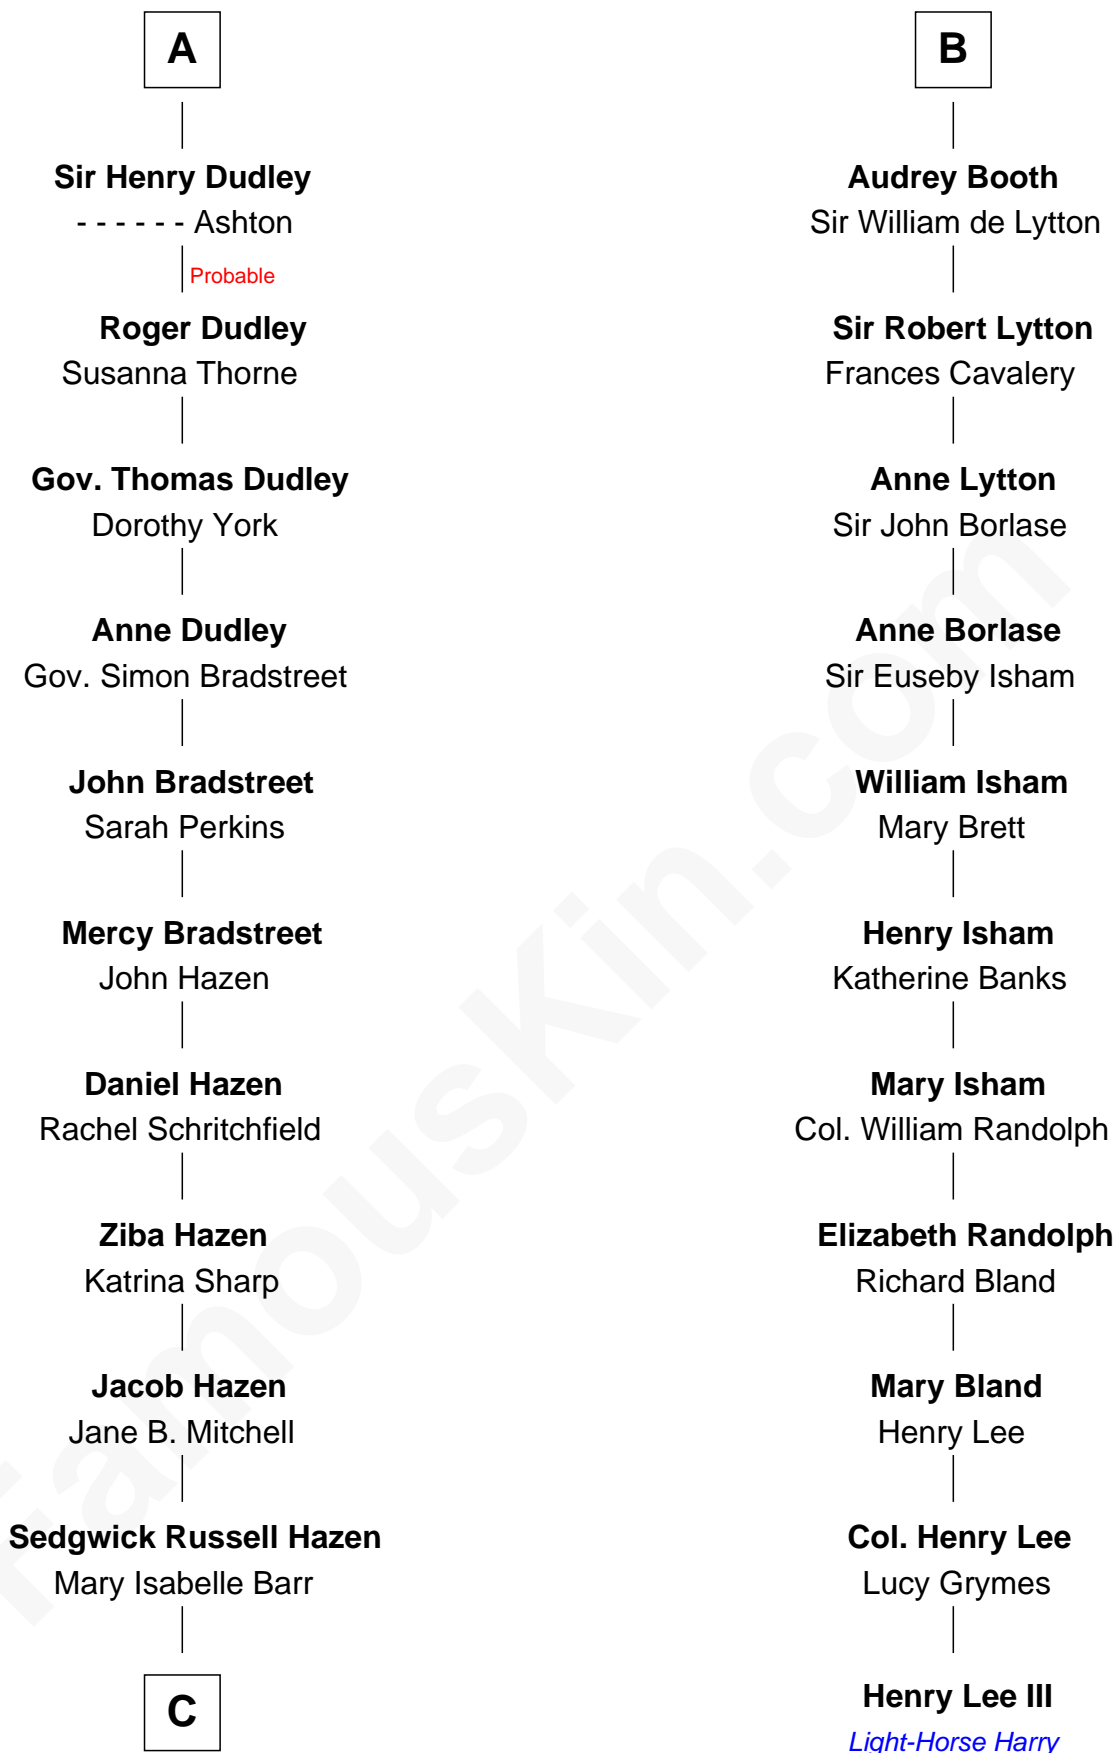 A
Sir Henry Dudley
- - - - - - Ashton
Probable
Roger Dudley
Susanna Thorne
Gov. Thomas Dudley
Dorothy York
Anne Dudley
Gov. Simon Bradstreet
John Bradstreet
Sarah Perkins
Mercy Bradstreet
John Hazen
Daniel Hazen
Rachel Schritchfield
Ziba Hazen
Katrina Sharp
Jacob Hazen
Jane B. Mitchell
Sedgwick Russell Hazen
Mary Isabelle Barr
C
B
Audrey Booth
Sir William de Lytton
Sir Robert Lytton
Frances Cavalery
Anne Lytton
Sir John Borlase
Anne Borlase
Sir Euseby Isham
William Isham
Mary Brett
Henry Isham
Katherine Banks
Mary Isham
Col. William Randolph
Elizabeth Randolph
Richard Bland
Mary Bland
Henry Lee
Col. Henry Lee
Lucy Grymes
Henry Lee III
Light-Horse Harry
FamousKin.com